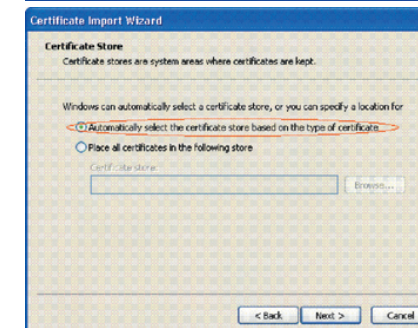 Certificate Import Wizard
Certificate Store
Certificate stores are system areas where certificates are kept.
Windows can automatically select a certificate store, or you can specify a location for
Automatically select the certificate store based on the type of certificate
Place all certificates in the following store
Certificate store:
Browse...
< Back Next > Cancel